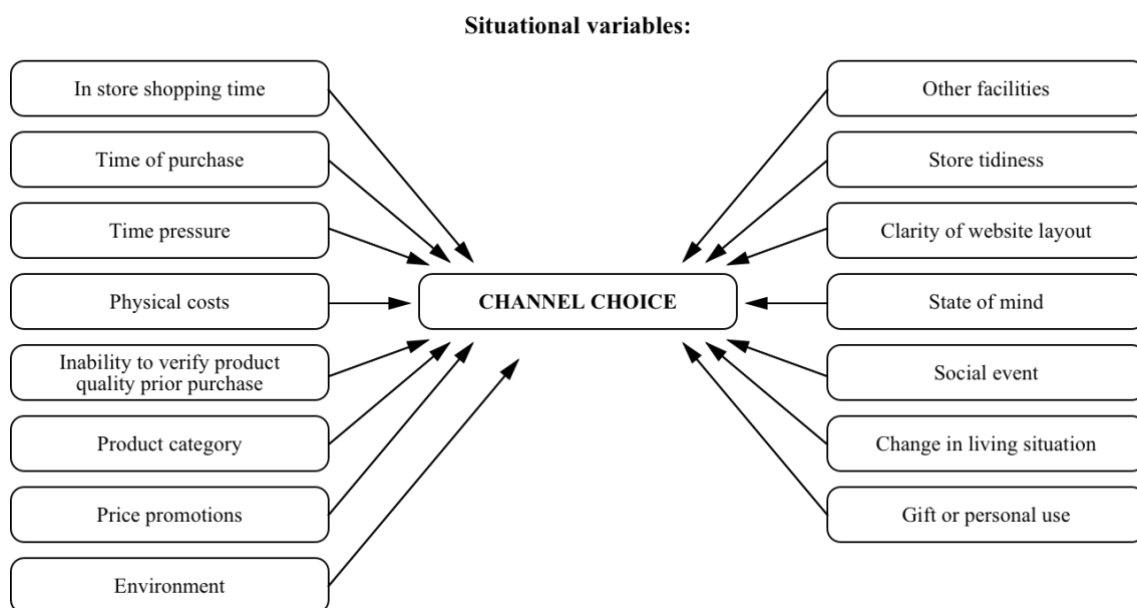 Situational variables:
In store shopping time
Time of purchase
Time pressure
Physical costs
Inability to verify product
quality prior purchase
Product category
Price promotions
Environment
CHANNEL CHOICE
Other facilities
Store tidiness
Clarity of website layout
State of mind
Social event
Change in living situation
Gift or personal use